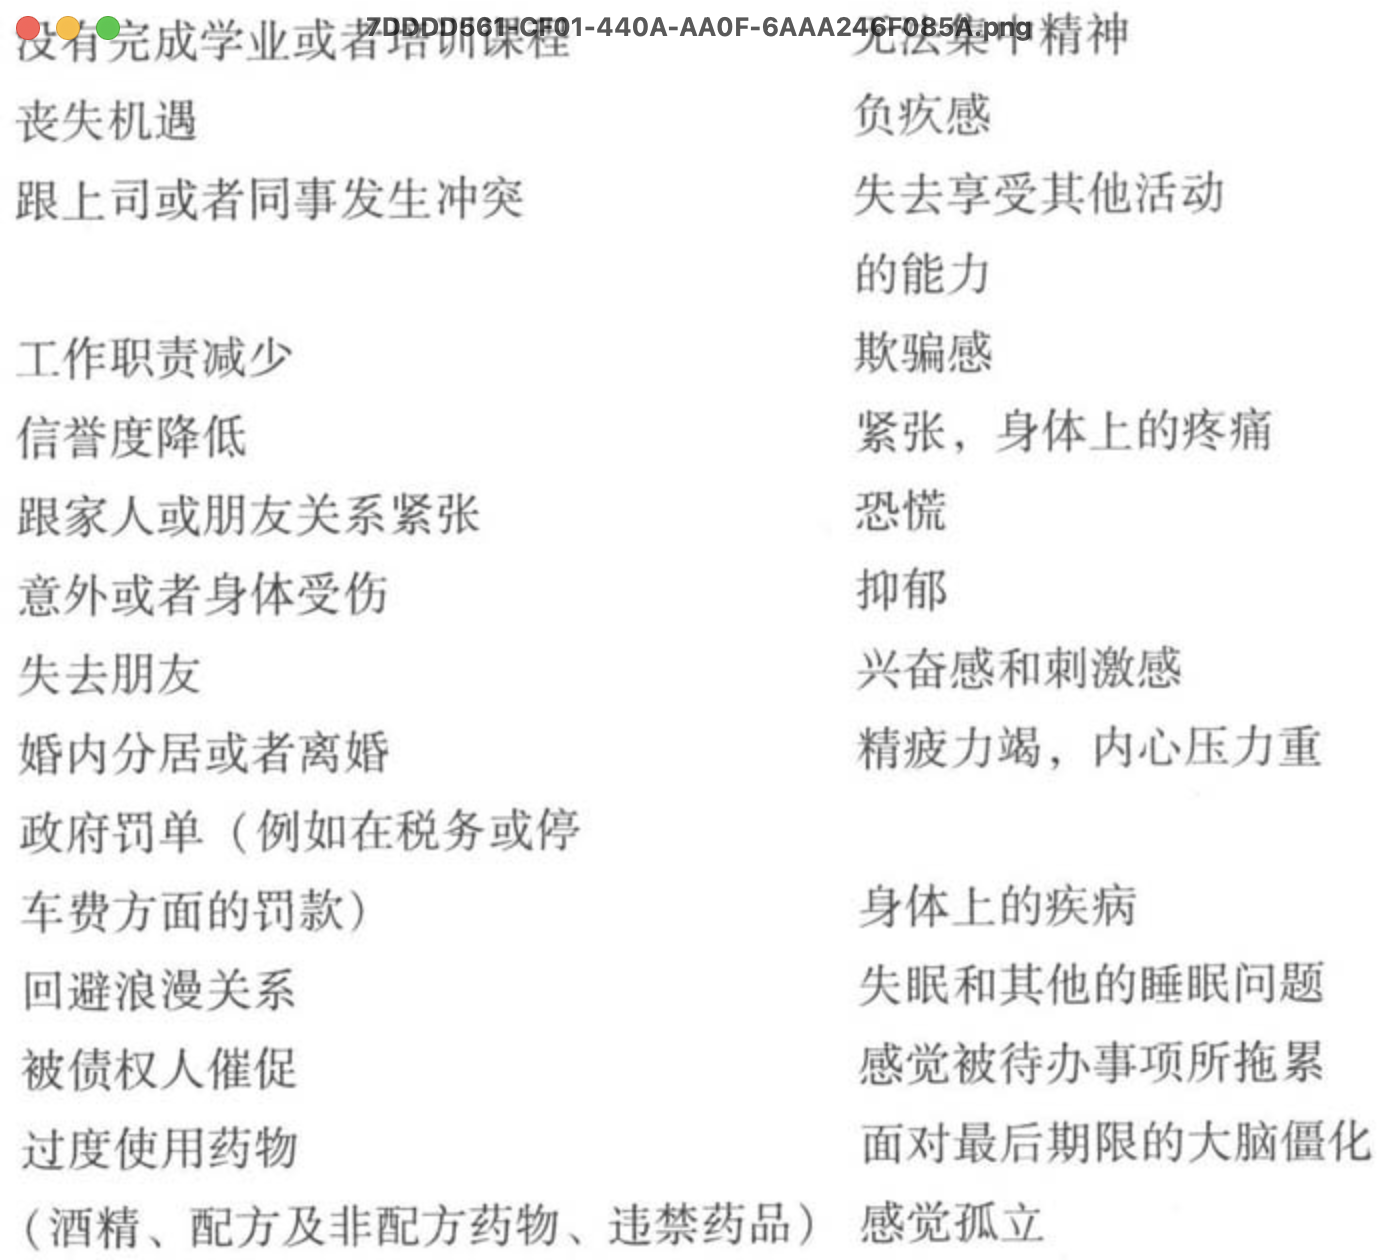 7DDDD561-CF01-440A-AA0F-6AAA246F085A.png
没有完成学业或者培训课程
丧失机遇
跟上司或者同事发生冲突
工作职责减少
信誉度降低
跟家人或朋友关系紧张
意外或者身体受伤
失去朋友
婚内分居或者离婚
政府罚单（例如在税务或停
车费方面的罚款）
回避浪漫关系
被债权人催促
过度使用药物
（酒精、配方及非配方药物、违禁药品）
无法集中精神
负疚感
失去享受其他活动
的能力
欺骗感
紧张，身体上的疼痛
恐慌
抑郁
兴奋感和刺激感
精疲力竭，内心压力重
身体上的疾病
失眠和其他的睡眠问题
感觉被待办事项所拖累
面对最后期限的大脑僵化
感觉孤立